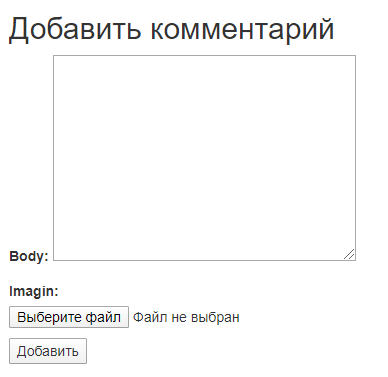 Добавить комментарий
Body:
Imagin:
Выберите файл Файл не выбран
Добавить